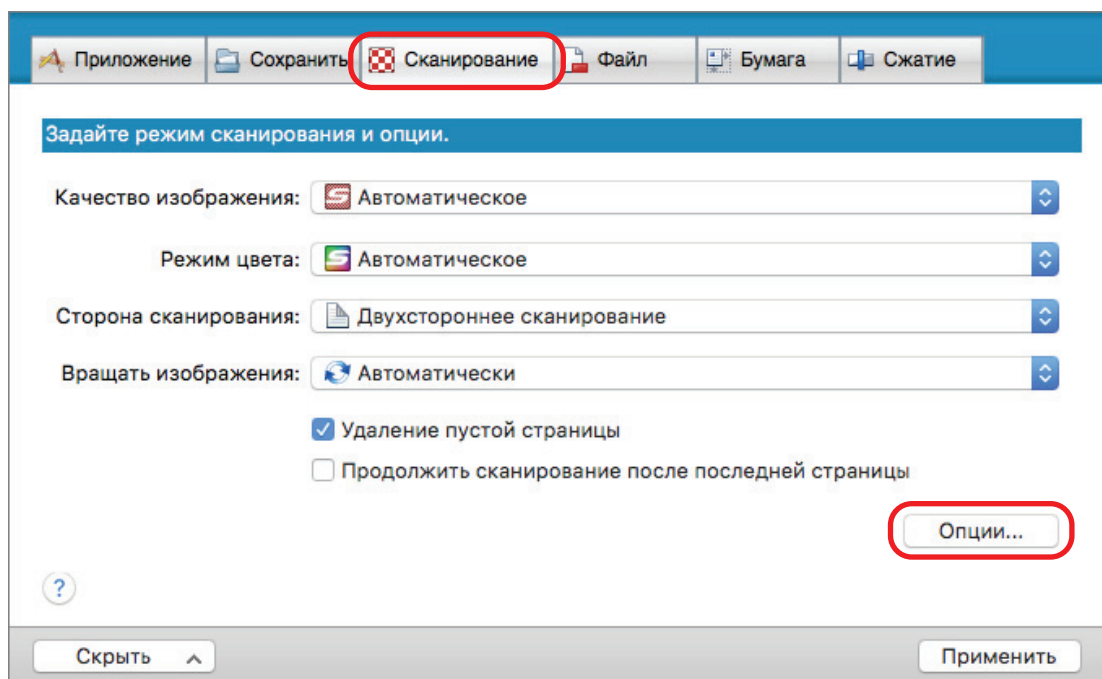 Приложение Сохранить Сканирование Файл Бумага Сжатие
Задайте режим сканирования и опции.
Качество изображения: Автоматическое
Режим цвета: Автоматическое
Сторона сканирования: Двухстороннее сканирование
Вращать изображения: Автоматически
Удаление пустой страницы
Продолжить сканирование после последней страницы
Опции...
?
Скрыть Применить